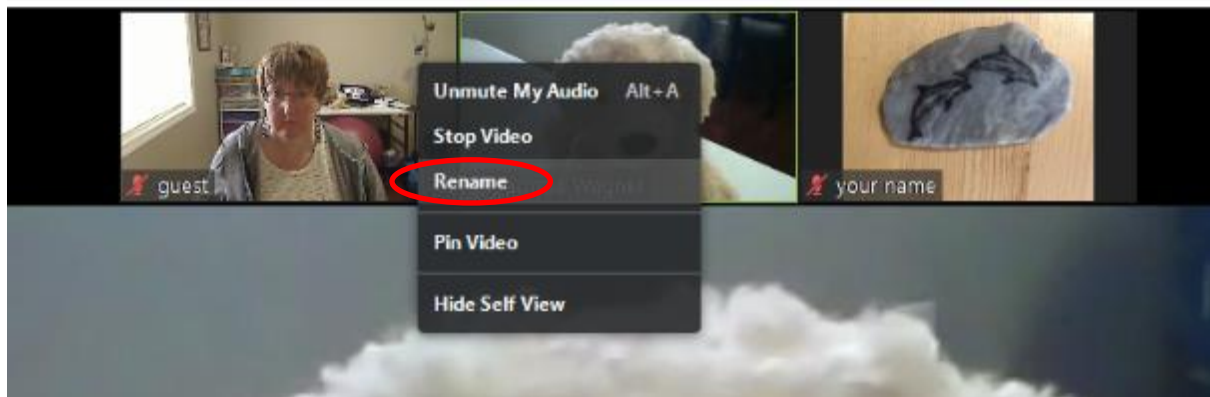 Unmute My Audio Alt+A
Stop Video
guest
Rename
your name
Pin Video
Hide Self View